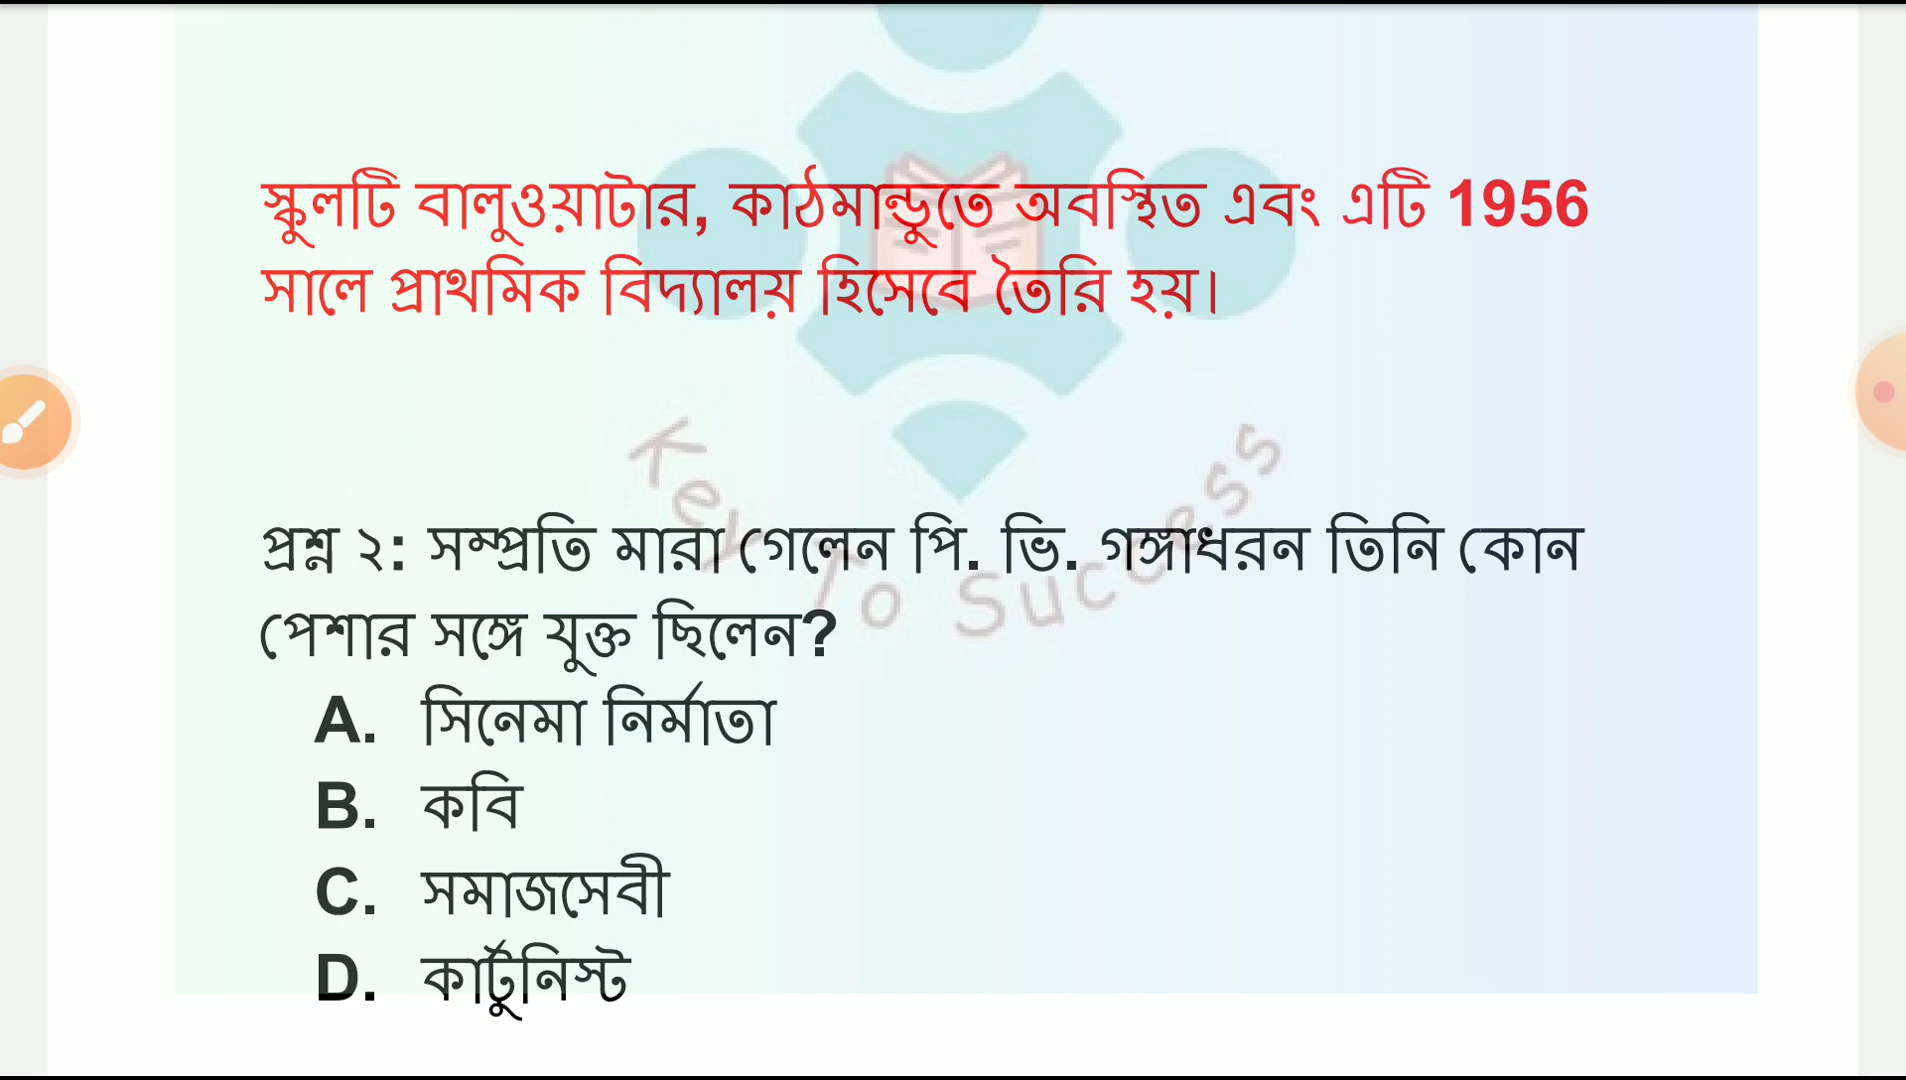 স্কুলটি বালুওয়াটার, কাঠমান্ডুতে অবস্থিত এবং এটি 1956
সালে প্রাথমিক বিদ্যালয় হিসেবে তৈরি হয়।
Key To Success
প্রশ্ন ২: সম্প্রতি মারা গেলেন পি. ভি. গঙ্গাধরন তিনি কোন
পেশার সঙ্গে যুক্ত ছিলেন?
A. সিনেমা নির্মাতা
B. কবি
C. সমাজসেবী
D. কার্টুনিস্ট